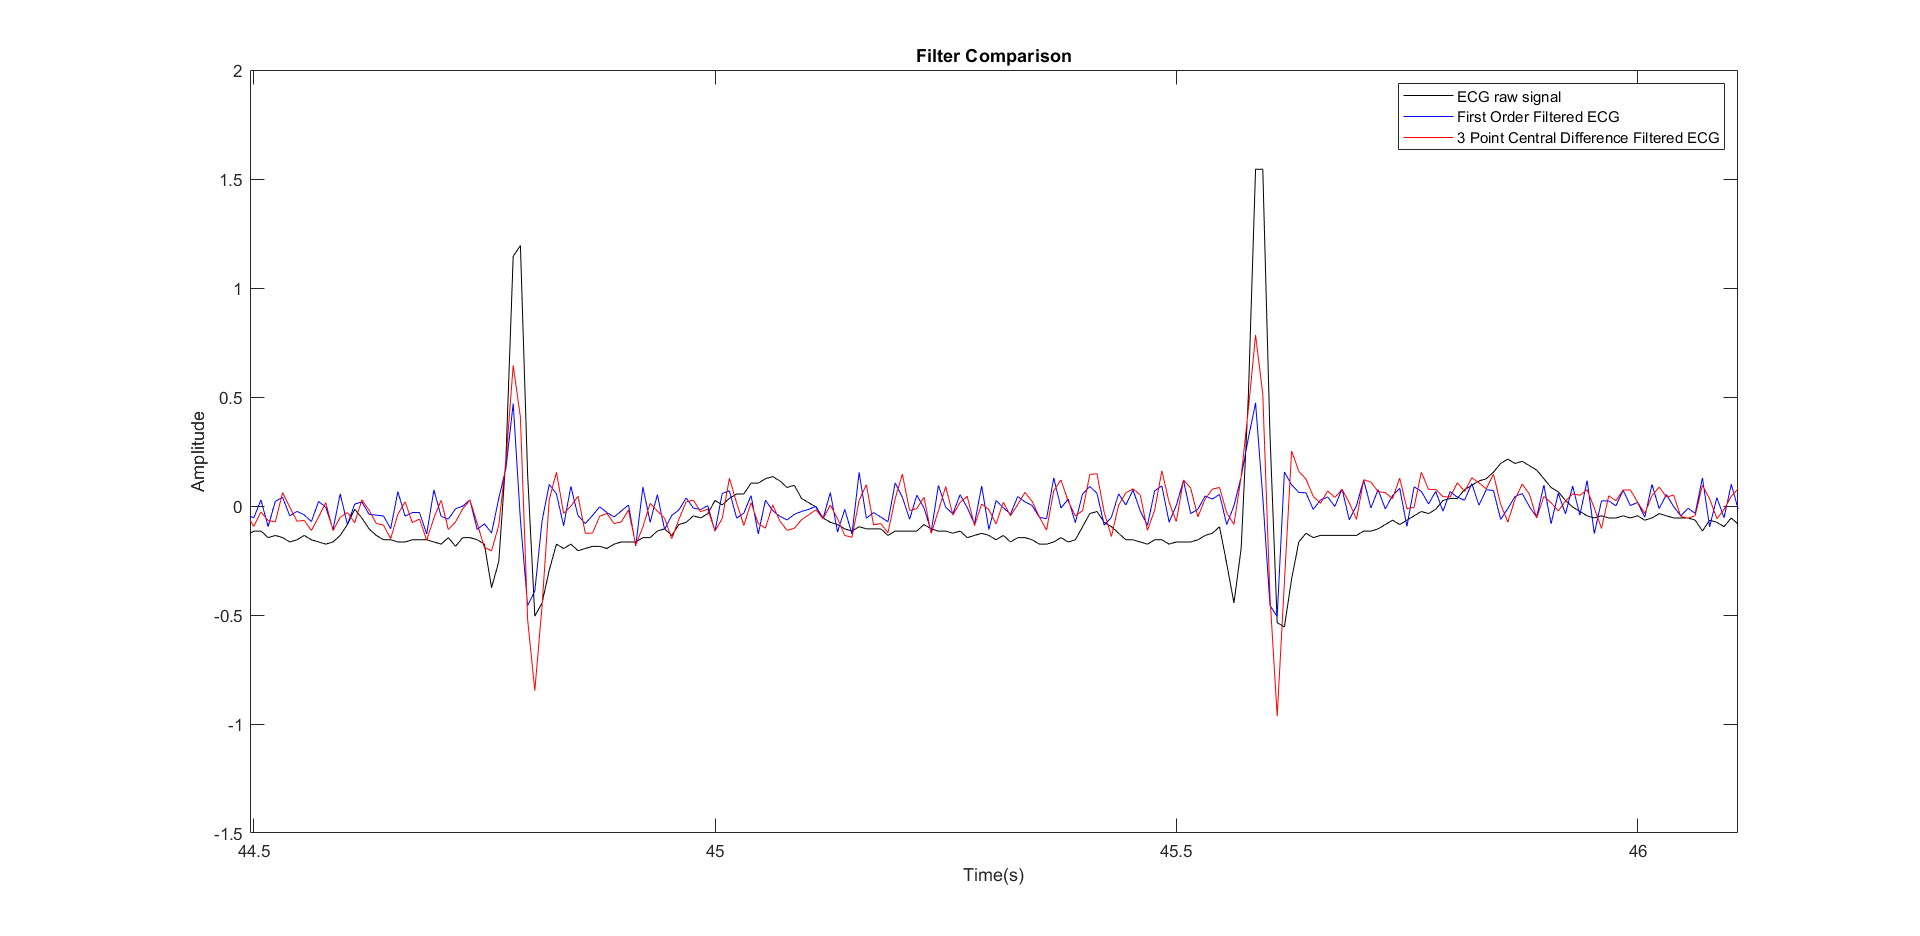 Filter Comparison
ECG raw signal
First Order Filtered ECG
3 Point Central Difference Filtered ECG
2
1.5
1
0.5
0
-0.5
-1
-1.5
Amplitude
44.5 45 45.5 46
Time(s)